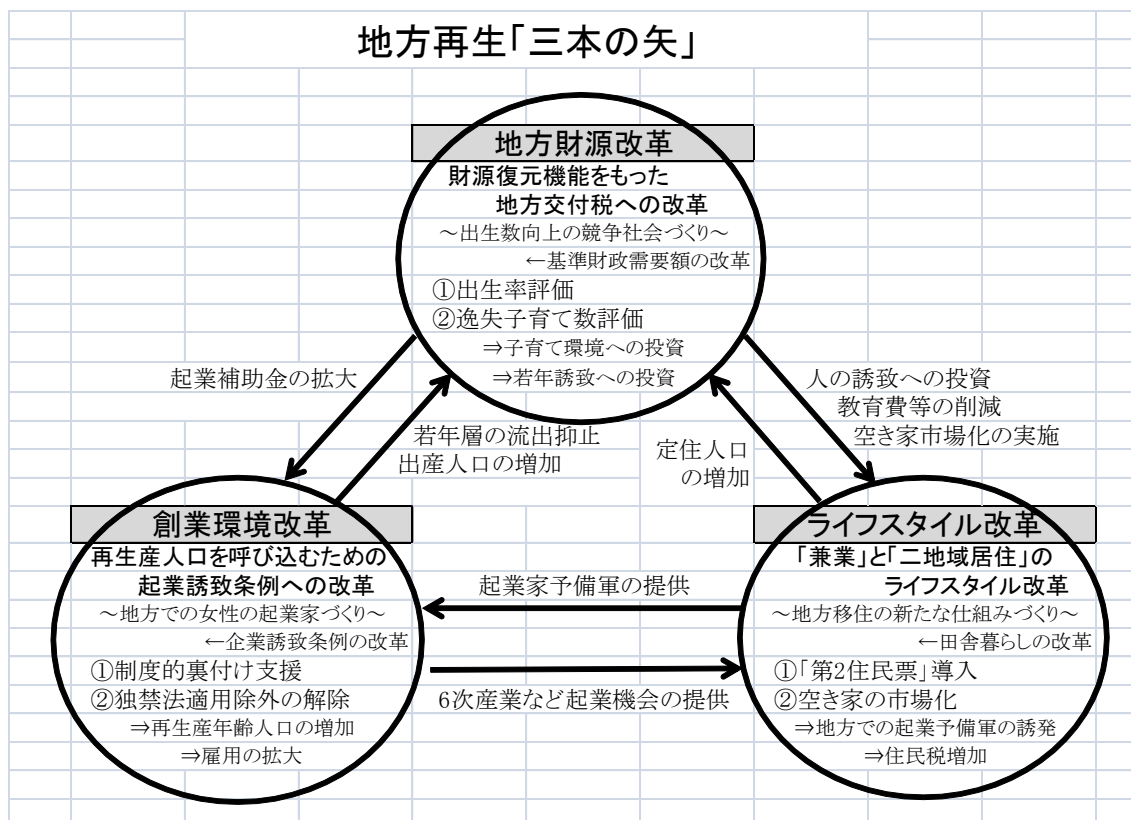 地方再生「三本の矢」
地方財源改革
財源復元機能をもった
地方交付税への改革
～出生数向上の競争社会づくり～
←基準財政需要額の改革
①出生率評価
②逸失子育て数評価
⇒子育て環境への投資
⇒若年誘致への投資
起業補助金の拡大
若年層の流出抑止
出産人口の増加
定住人口
の増加
人の誘致への投資
教育費等の削減
空き家市場化の実施
創業環境改革
再生産人口を呼び込むための
起業誘致条例への改革
～地方での女性の起業家づくり～
←企業誘致条例の改革
①制度的裏付け支援
②独禁法適用除外の解除
⇒再生産年齢人口の増加
⇒雇用の拡大
起業家予備軍の提供
6次産業など起業機会の提供
ライフスタイル改革
「兼業」と「二地域居住」の
ライフスタイル改革
～地方移住の新たな仕組みづくり～
←田舎暮らしの改革
①「第2住民票」導入
②空き家の市場化
⇒地方での起業予備軍の誘発
⇒住民税増加